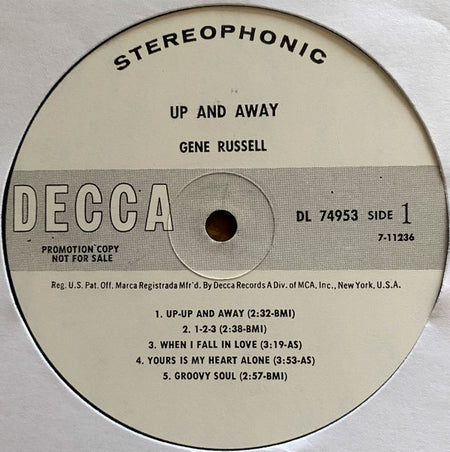 STEREOPHONIC
UP AND AWAY
GENE RUSSELL
DECCA
DL 74953 SIDE 1
7-11236
PROMOTION COPY
NOT FOR SALE
Reg. U.S. Pat. Off. Marca Registrada Mfr'd. By Decca Records A Div. of MCA, Inc., New York, U.S.A.
1. UP-UP AND AWAY (2:32-BMI)
2. 1-2-3 (2:38-BMI)
3. WHEN I FALL IN LOVE (3:19-AS)
4. YOURS IS MY HEART ALONE (3:53-AS)
5. GROOVY SOUL (2:57-BMI)